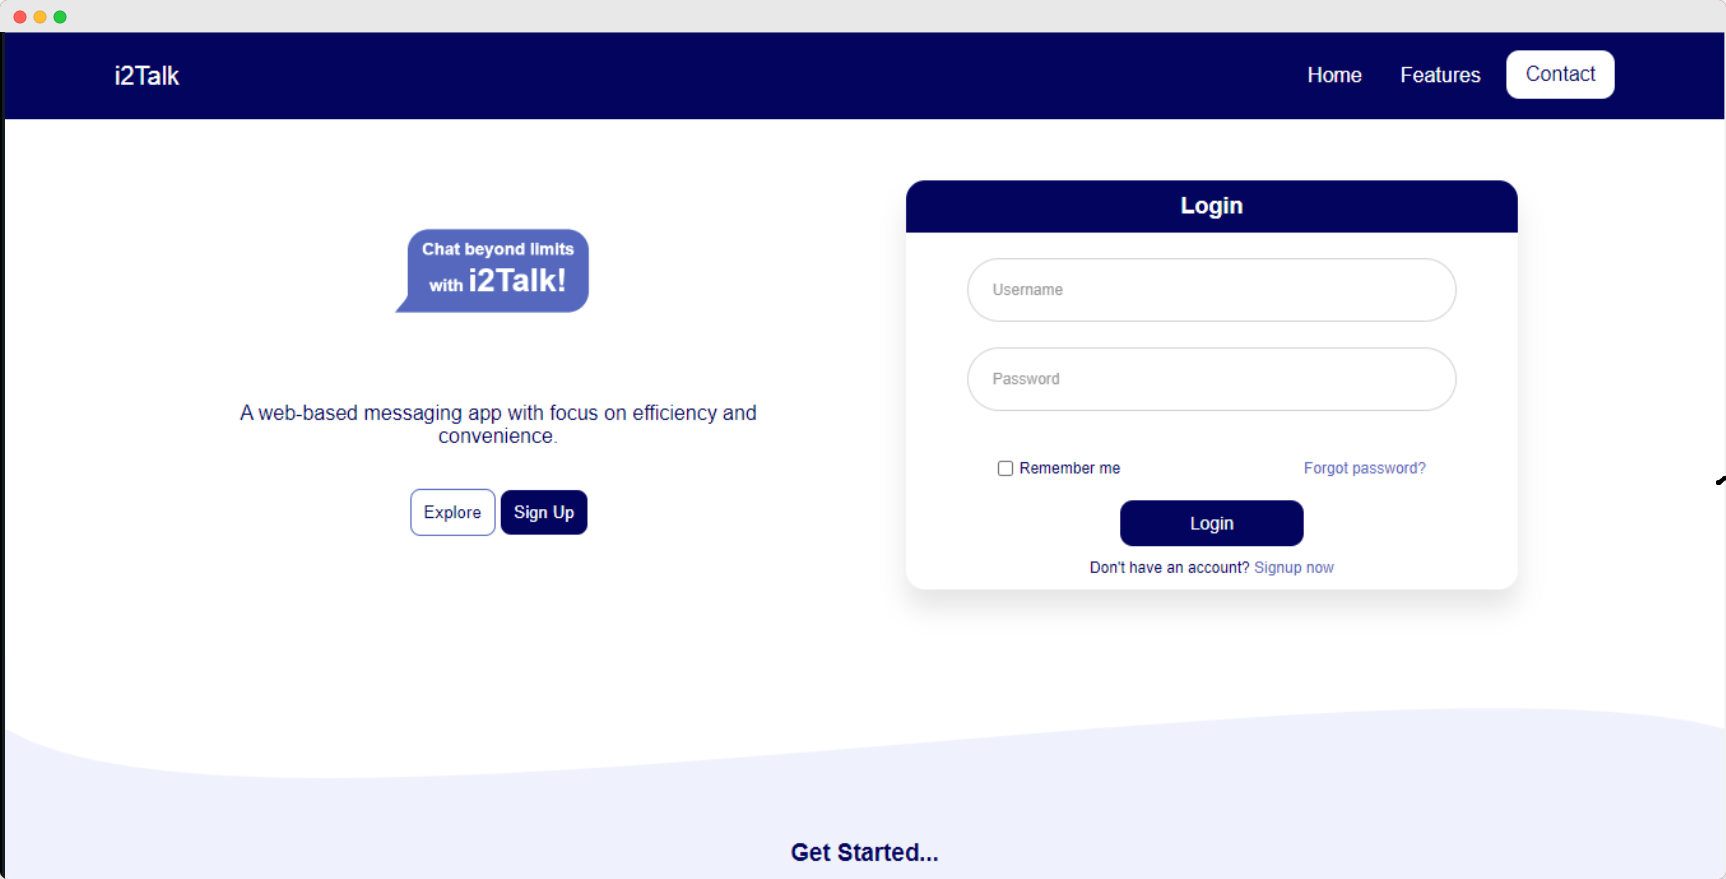 i2Talk
Home
Features
Contact
Chat beyond limits
with i2Talk!
A web-based messaging app with focus on efficiency and
convenience.
Explore
Sign Up
Login
Username
Password
Remember me
Forgot password?
Login
Don't have an account? Signup now
Get Started...